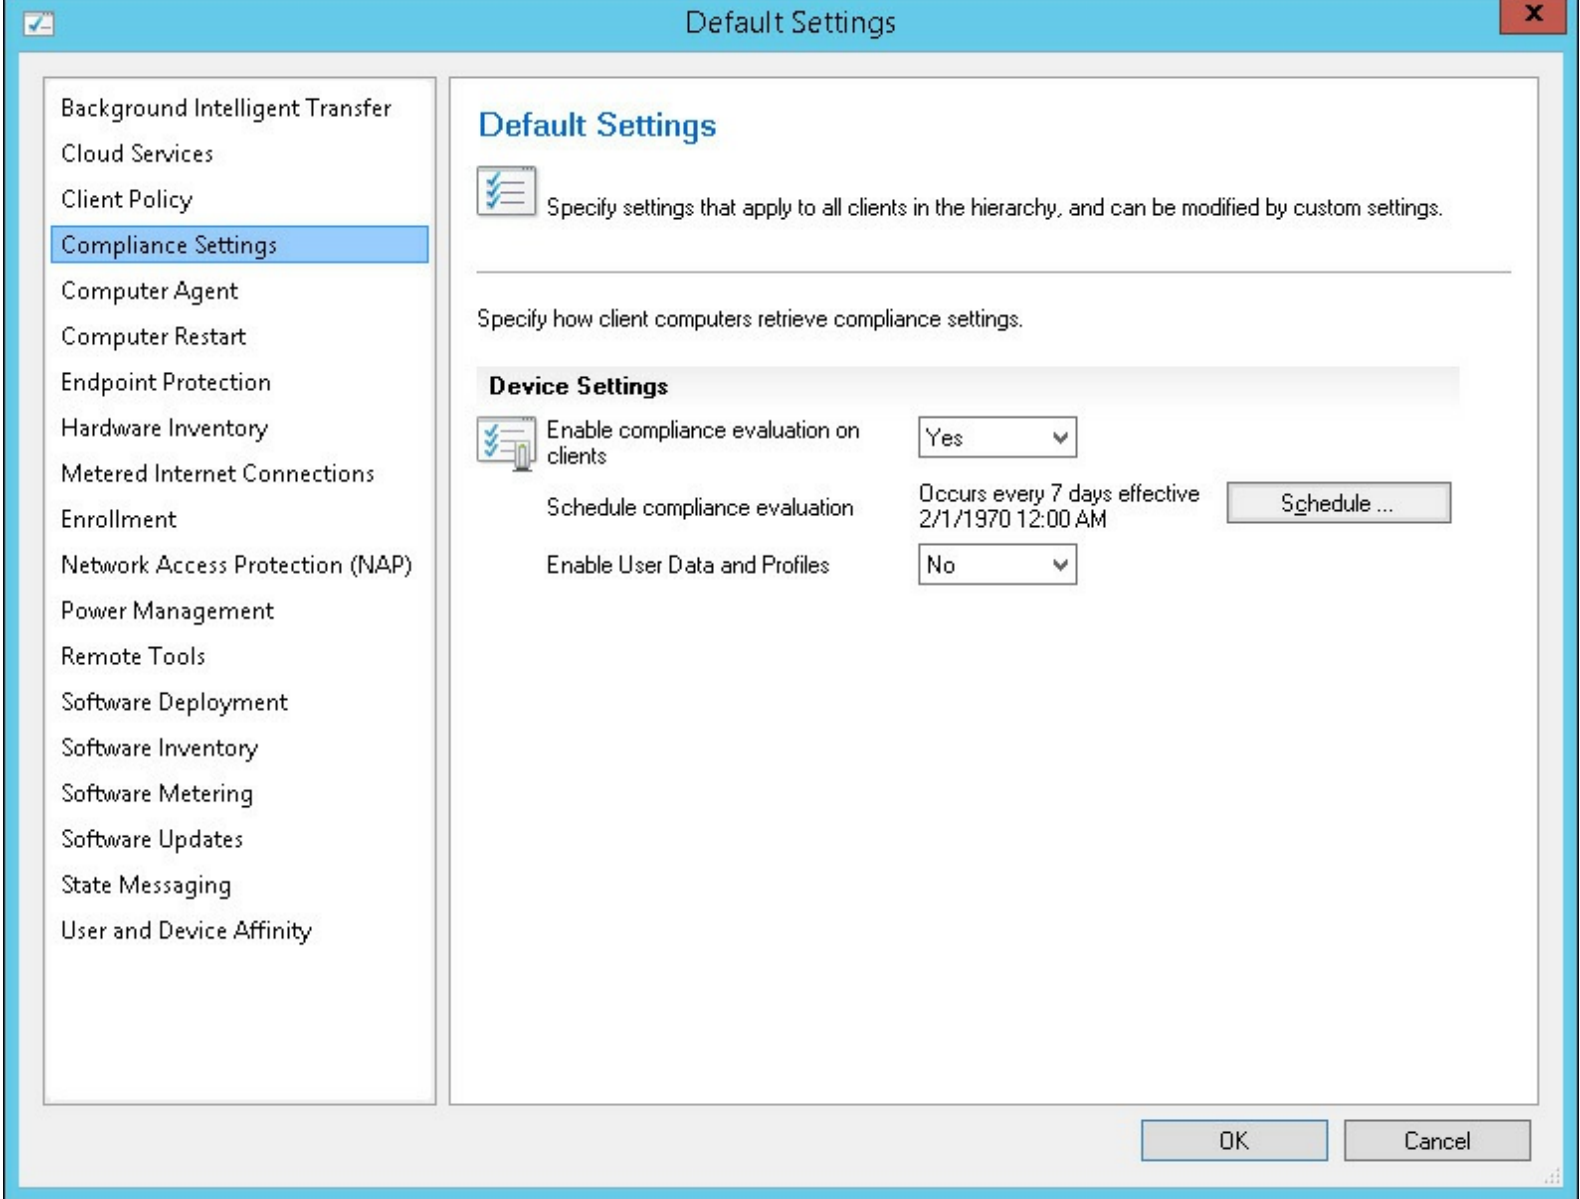 Default Settings
x
Background Intelligent Transfer
Cloud Services
Client Policy
Compliance Settings
Computer Agent
Computer Restart
Endpoint Protection
Hardware Inventory
Metered Internet Connections
Enrollment
Network Access Protection (NAP)
Power Management
Remote Tools
Software Deployment
Software Inventory
Software Metering
Software Updates
State Messaging
User and Device Affinity
Default Settings
Specify settings that apply to all clients in the hierarchy, and can be modified by custom settings.
Specify how client computers retrieve compliance settings.
Device Settings
Enable compliance evaluation on
clients
Yes
Schedule compliance evaluation
Occurs every 7 days effective
2/1/1970 12:00 AM
Schedule ...
Enable User Data and Profiles
No
OK
Cancel